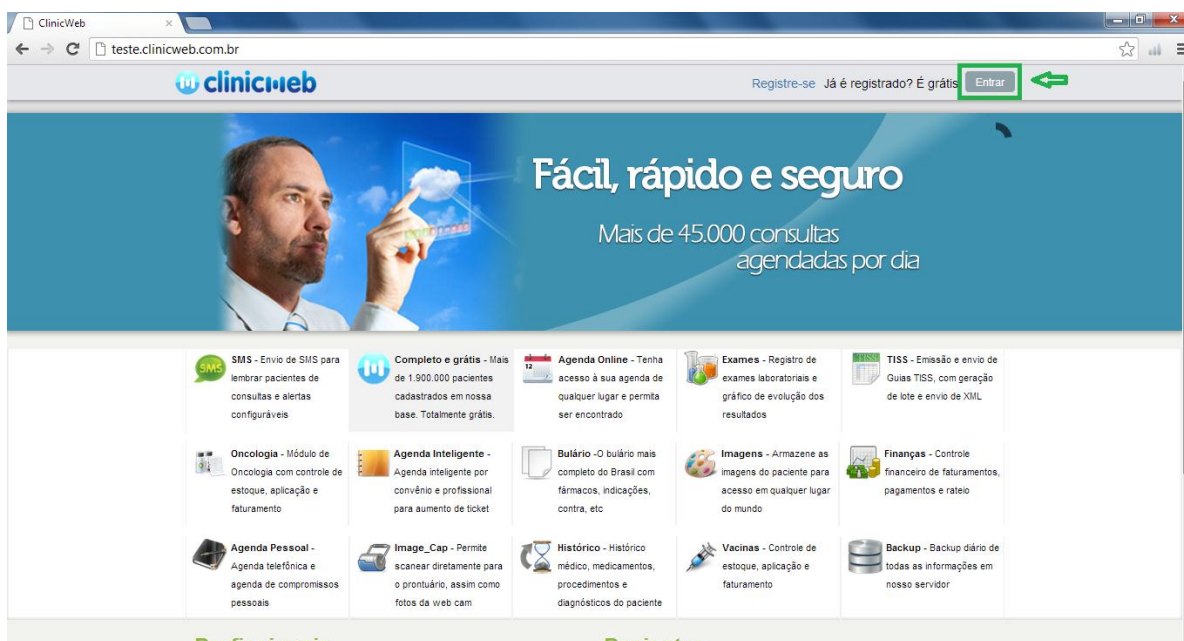 ClinicWeb
teste.clinicweb.com.br
clinicweb
Registre-se Já é registrado? É grátis Entrar
Fácil, rápido e seguro
Mais de 45.000 consultas
agendadas por dia
SMS
SMS - Envio de SMS para
lembrar pacientes de
consultas e alertas
configuráveis
Completo e grátis - Mais
de 1.900.000 pacientes
cadastrados em nossa
base. Totalmente grátis.
12
Agenda Online - Tenha
acesso à sua agenda de
qualquer lugar e permita
ser encontrado
Exames - Registro de
exames laboratoriais e
gráfico de evolução dos
resultados
TISS - Emissão e envio de
Guias TISS, com geração
de lote e envio de XML
Oncologia - Módulo de
Oncologia com controle de
estoque, aplicação e
faturamento
Agenda Inteligente -
Agenda inteligente por
convênio e profissional
para aumento de ticket
Bulário -O bulário mais
completo do Brasil com
fármacos, indicações,
contra, etc
Imagens - Armazene as
imagens do paciente para
acesso em qualquer lugar
do mundo
Finanças - Controle
financeiro de faturamentos,
pagamentos e rateio
Agenda Pessoal -
Agenda telefônica e
agenda de compromissos
pessoais
Image_Cap - Permite
scanear diretamente para
o prontuário, assim como
fotos da web cam
Histórico - Histórico
médico, medicamentos,
procedimentos e
diagnósticos do paciente
Vacinas - Controle de
estoque, aplicação e
faturamento
Backup - Backup diário de
todas as informações em
nosso servidor